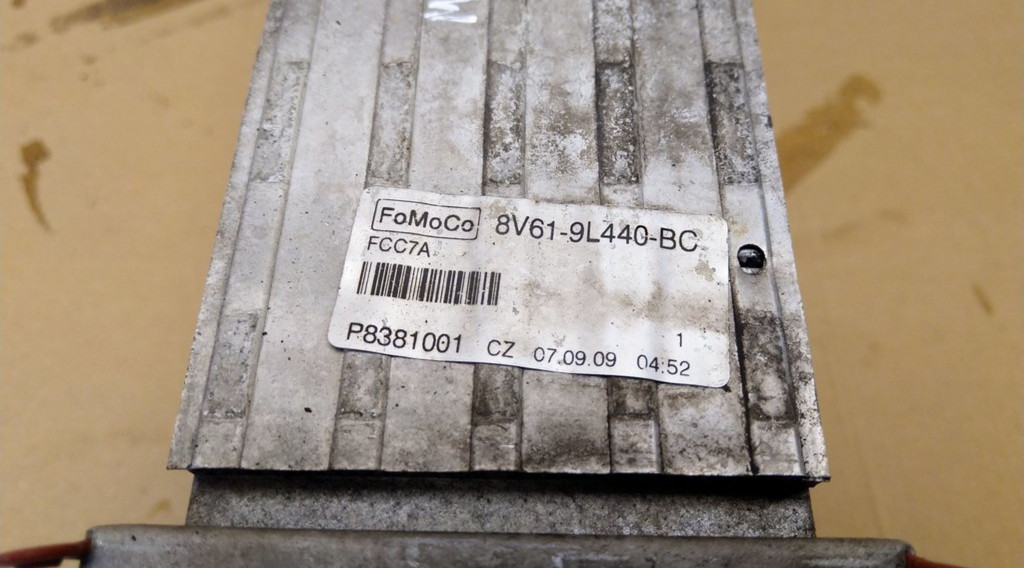 FoMoCo 8V61-9L440-BC
FCC7A
1
P8381001 CZ 07.09.09 04:52